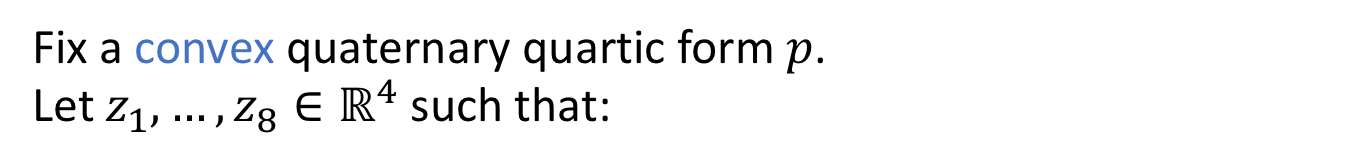 Fix a convex quaternary quartic form 𝑝.
Let 𝑧₁, … , 𝑧₈ ∈ ℝ⁴ such that: